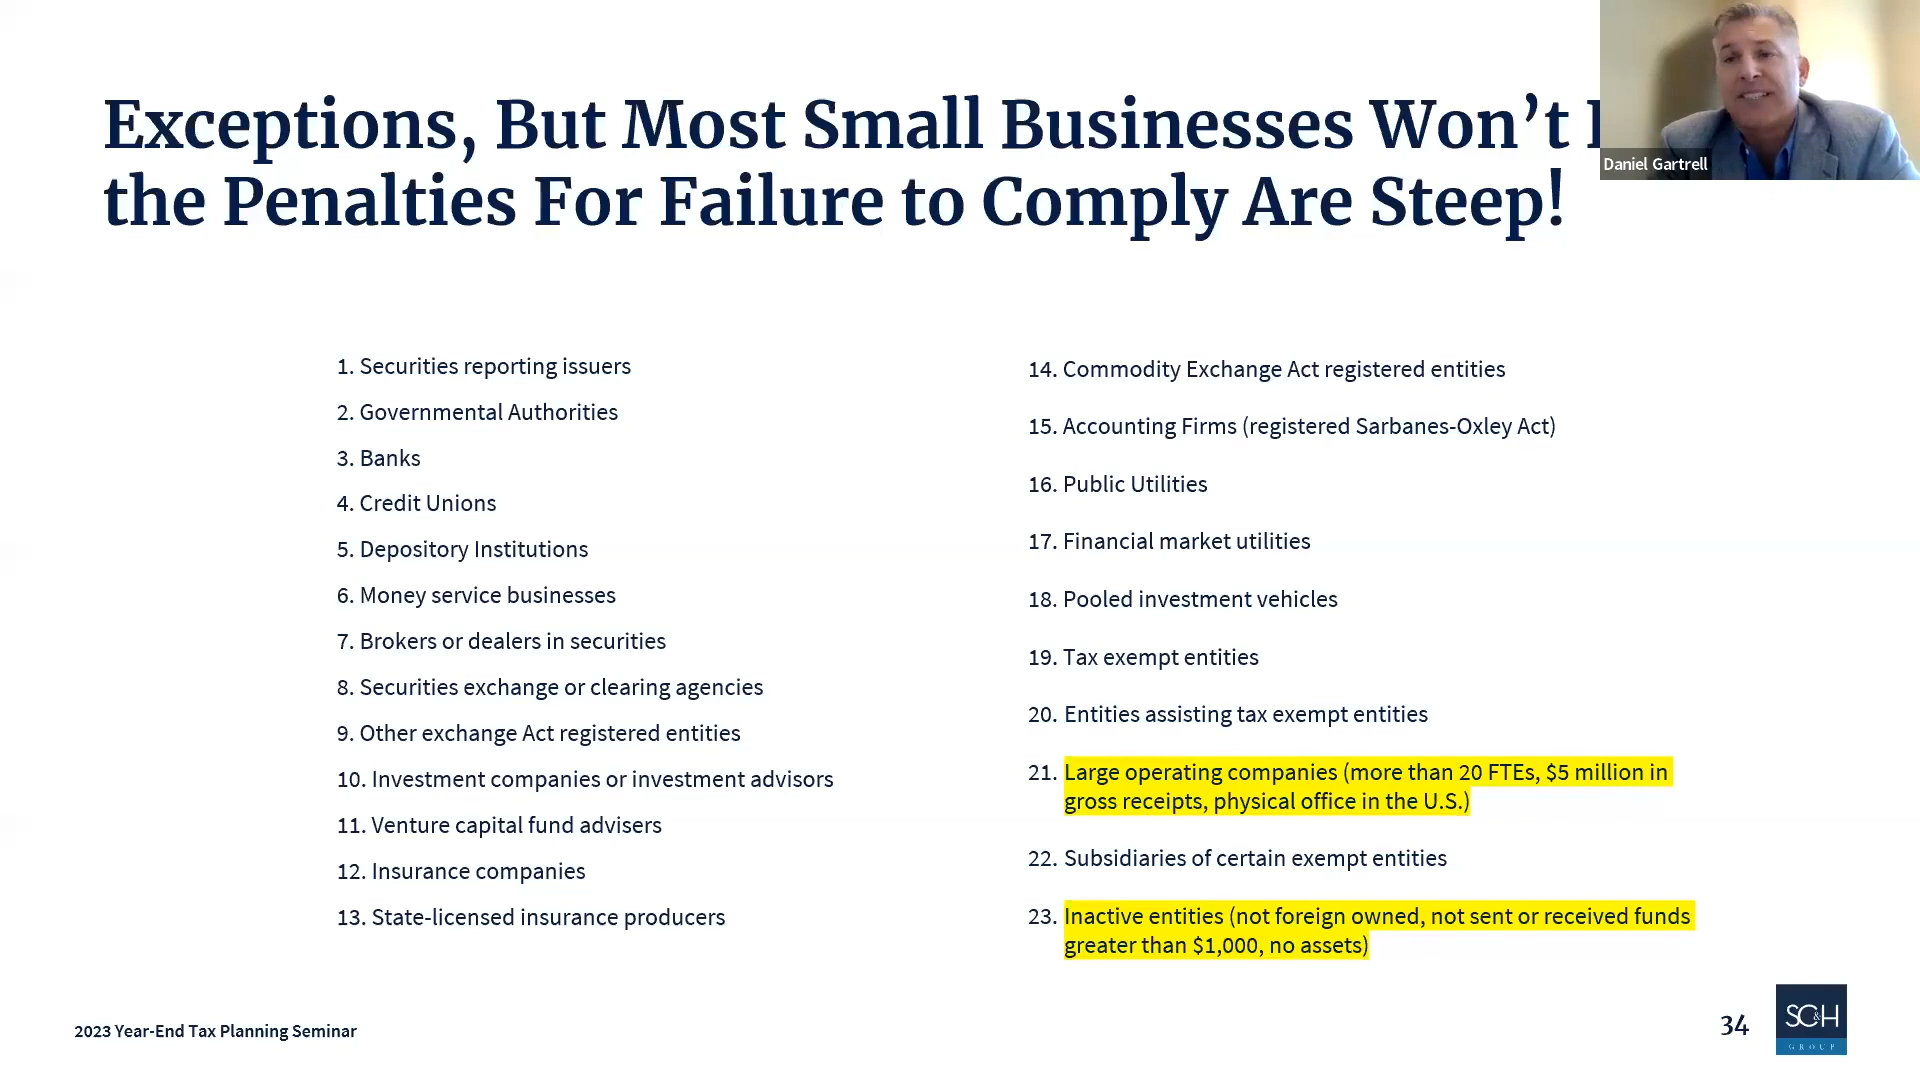 Exceptions, But Most Small Businesses Won't
the Penalties For Failure to Comply Are Steep!
Daniel Gartrell
1. Securities reporting issuers
2. Governmental Authorities
3. Banks
4. Credit Unions
5. Depository Institutions
6. Money service businesses
7. Brokers or dealers in securities
8. Securities exchange or clearing agencies
9. Other exchange Act registered entities
10. Investment companies or investment advisors
11. Venture capital fund advisers
12. Insurance companies
13. State-licensed insurance producers
14. Commodity Exchange Act registered entities
15. Accounting Firms (registered Sarbanes-Oxley Act)
16. Public Utilities
17. Financial market utilities
18. Pooled investment vehicles
19. Tax exempt entities
20. Entities assisting tax exempt entities
21. Large operating companies (more than 20 FTEs, $5 million in
gross receipts, physical office in the U.S.)
22. Subsidiaries of certain exempt entities
23. Inactive entities (not foreign owned, not sent or received funds
greater than $1,000, no assets)
2023 Year-End Tax Planning Seminar
34
SC&H
GROUP